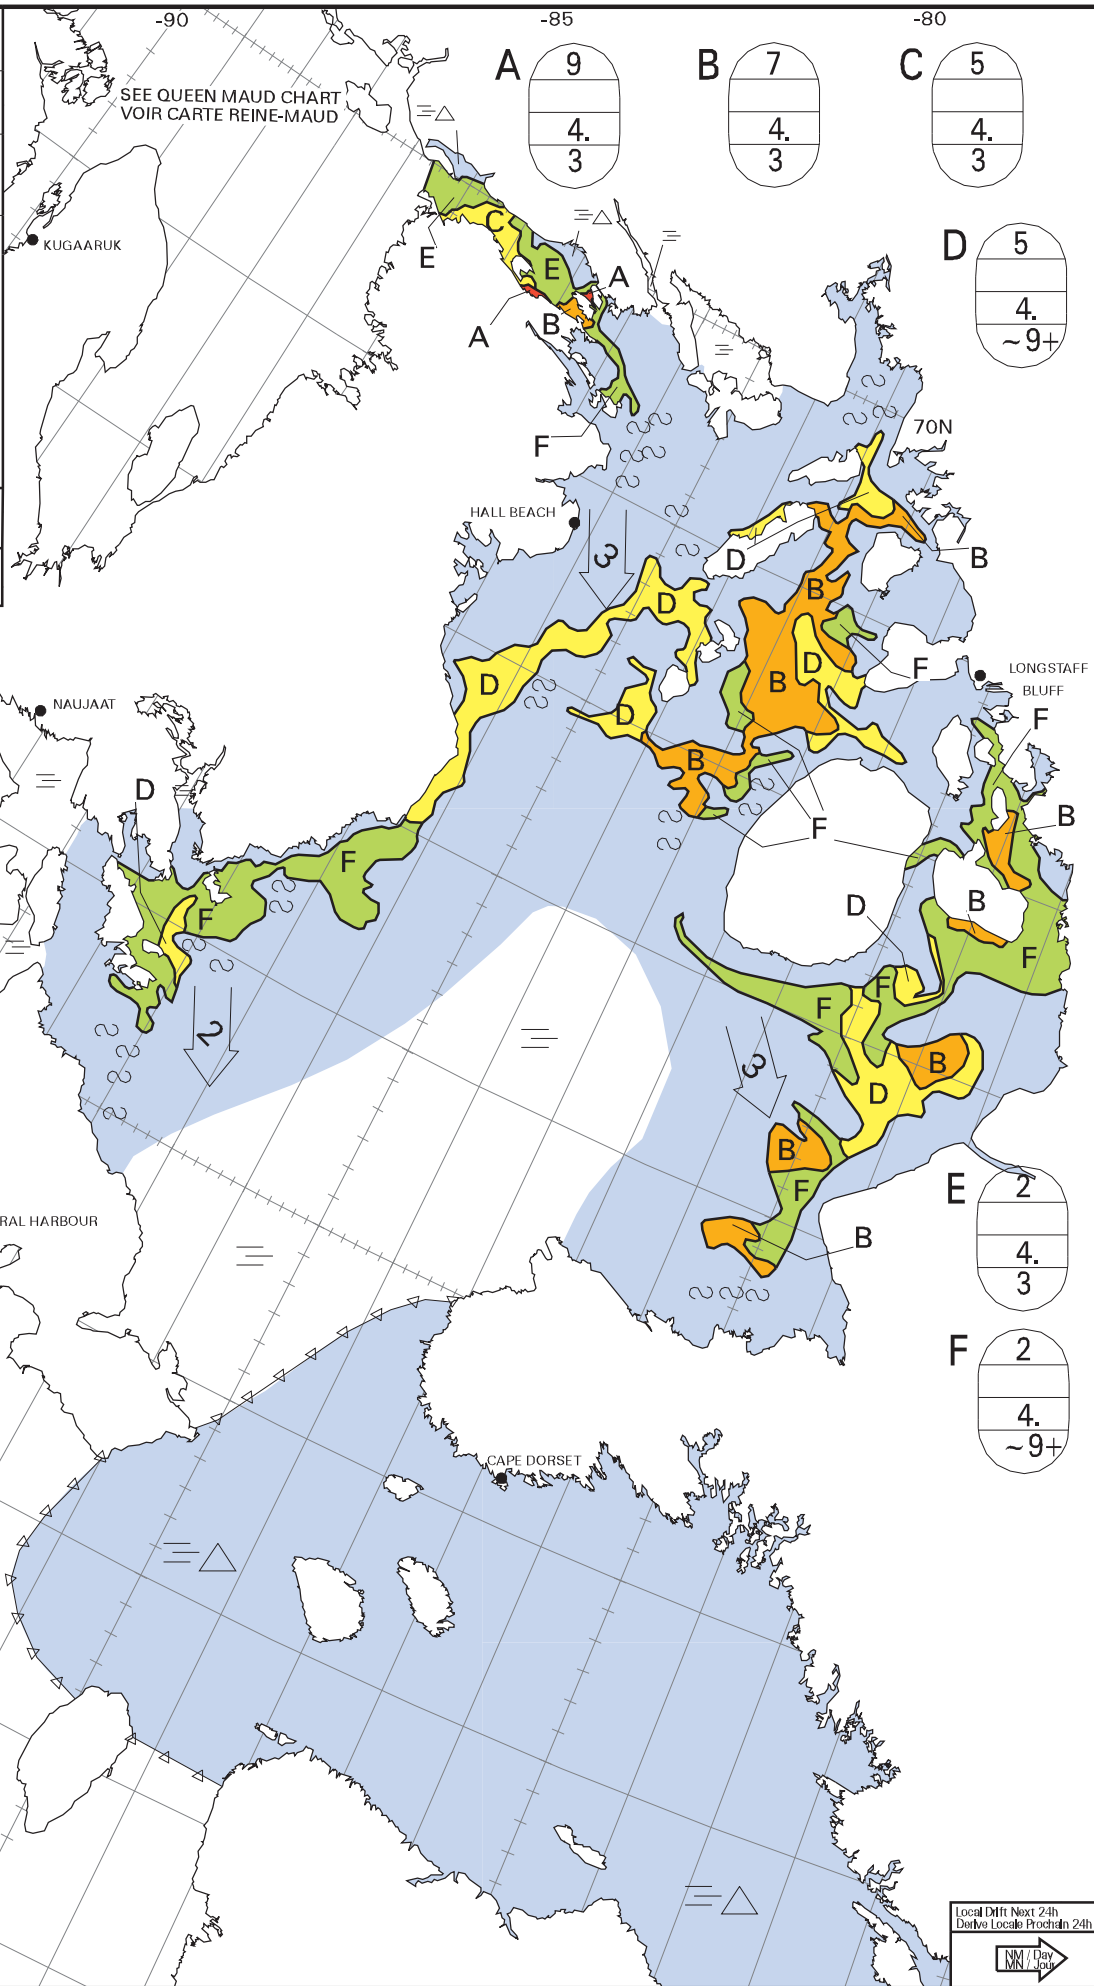 -90
-85
-80
SEE QUEEN MAUD CHART
VOIR CARTE REINE-MAUD
A
9
4.
3
B
7
4.
3
C
5
4.
3
D
5
4.
~9+
KUGAARUK
C
E
E
A
A
B
F
70N
HALL BEACH
3
D
B
B
D
D
F
LONGSTAFF
BLUFF
D
B
F
NAUJAAT
D
D
B
B
F
F
B
D
F
F
F
F
2
3
B
D
B
F
B
RAL HARBOUR
E
2
4.
3
F
2
4.
~9+
CAPE DORSET
Local Drift Next 24h
Derive Locale Prochain 24h
NM / Day
MN / Jour